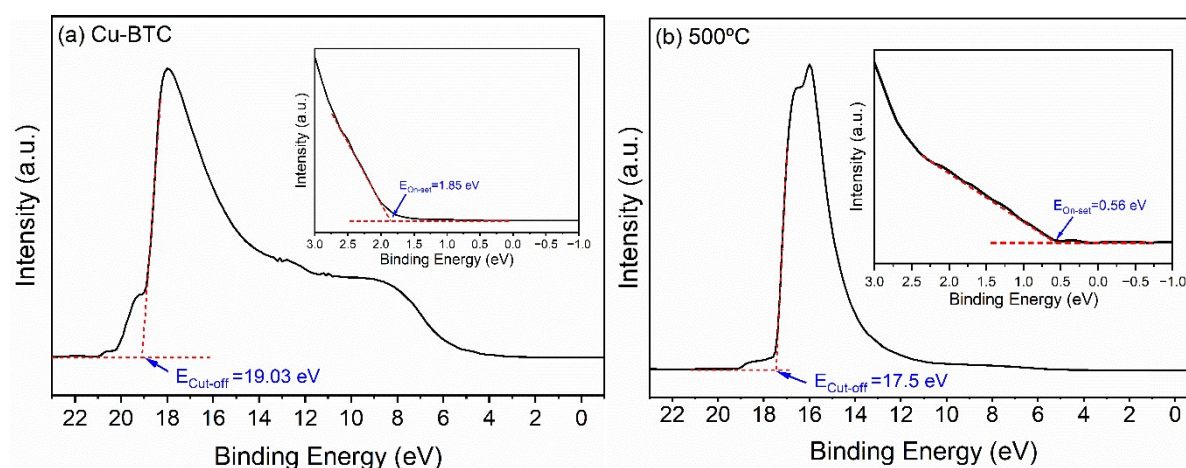 (a) Cu-BTC
Intensity (a.u.)
Intensity (a.u.)
E_On-set=1.85 eV
3.0 2.5 2.0 1.5 1.0 0.5 0.0 −0.5 −1.0
Binding Energy (eV)
E_Cut-off =19.03 eV
22 20 18 16 14 12 10 8 6 4 2 0
Binding Energy (eV)
(b) 500ºC
Intensity (a.u.)
Intensity (a.u.)
E_On-set=0.56 eV
3.0 2.5 2.0 1.5 1.0 0.5 0.0 −0.5 −1.0
Binding Energy (eV)
E_Cut-off =17.5 eV
22 20 18 16 14 12 10 8 6 4 2 0
Binding Energy (eV)